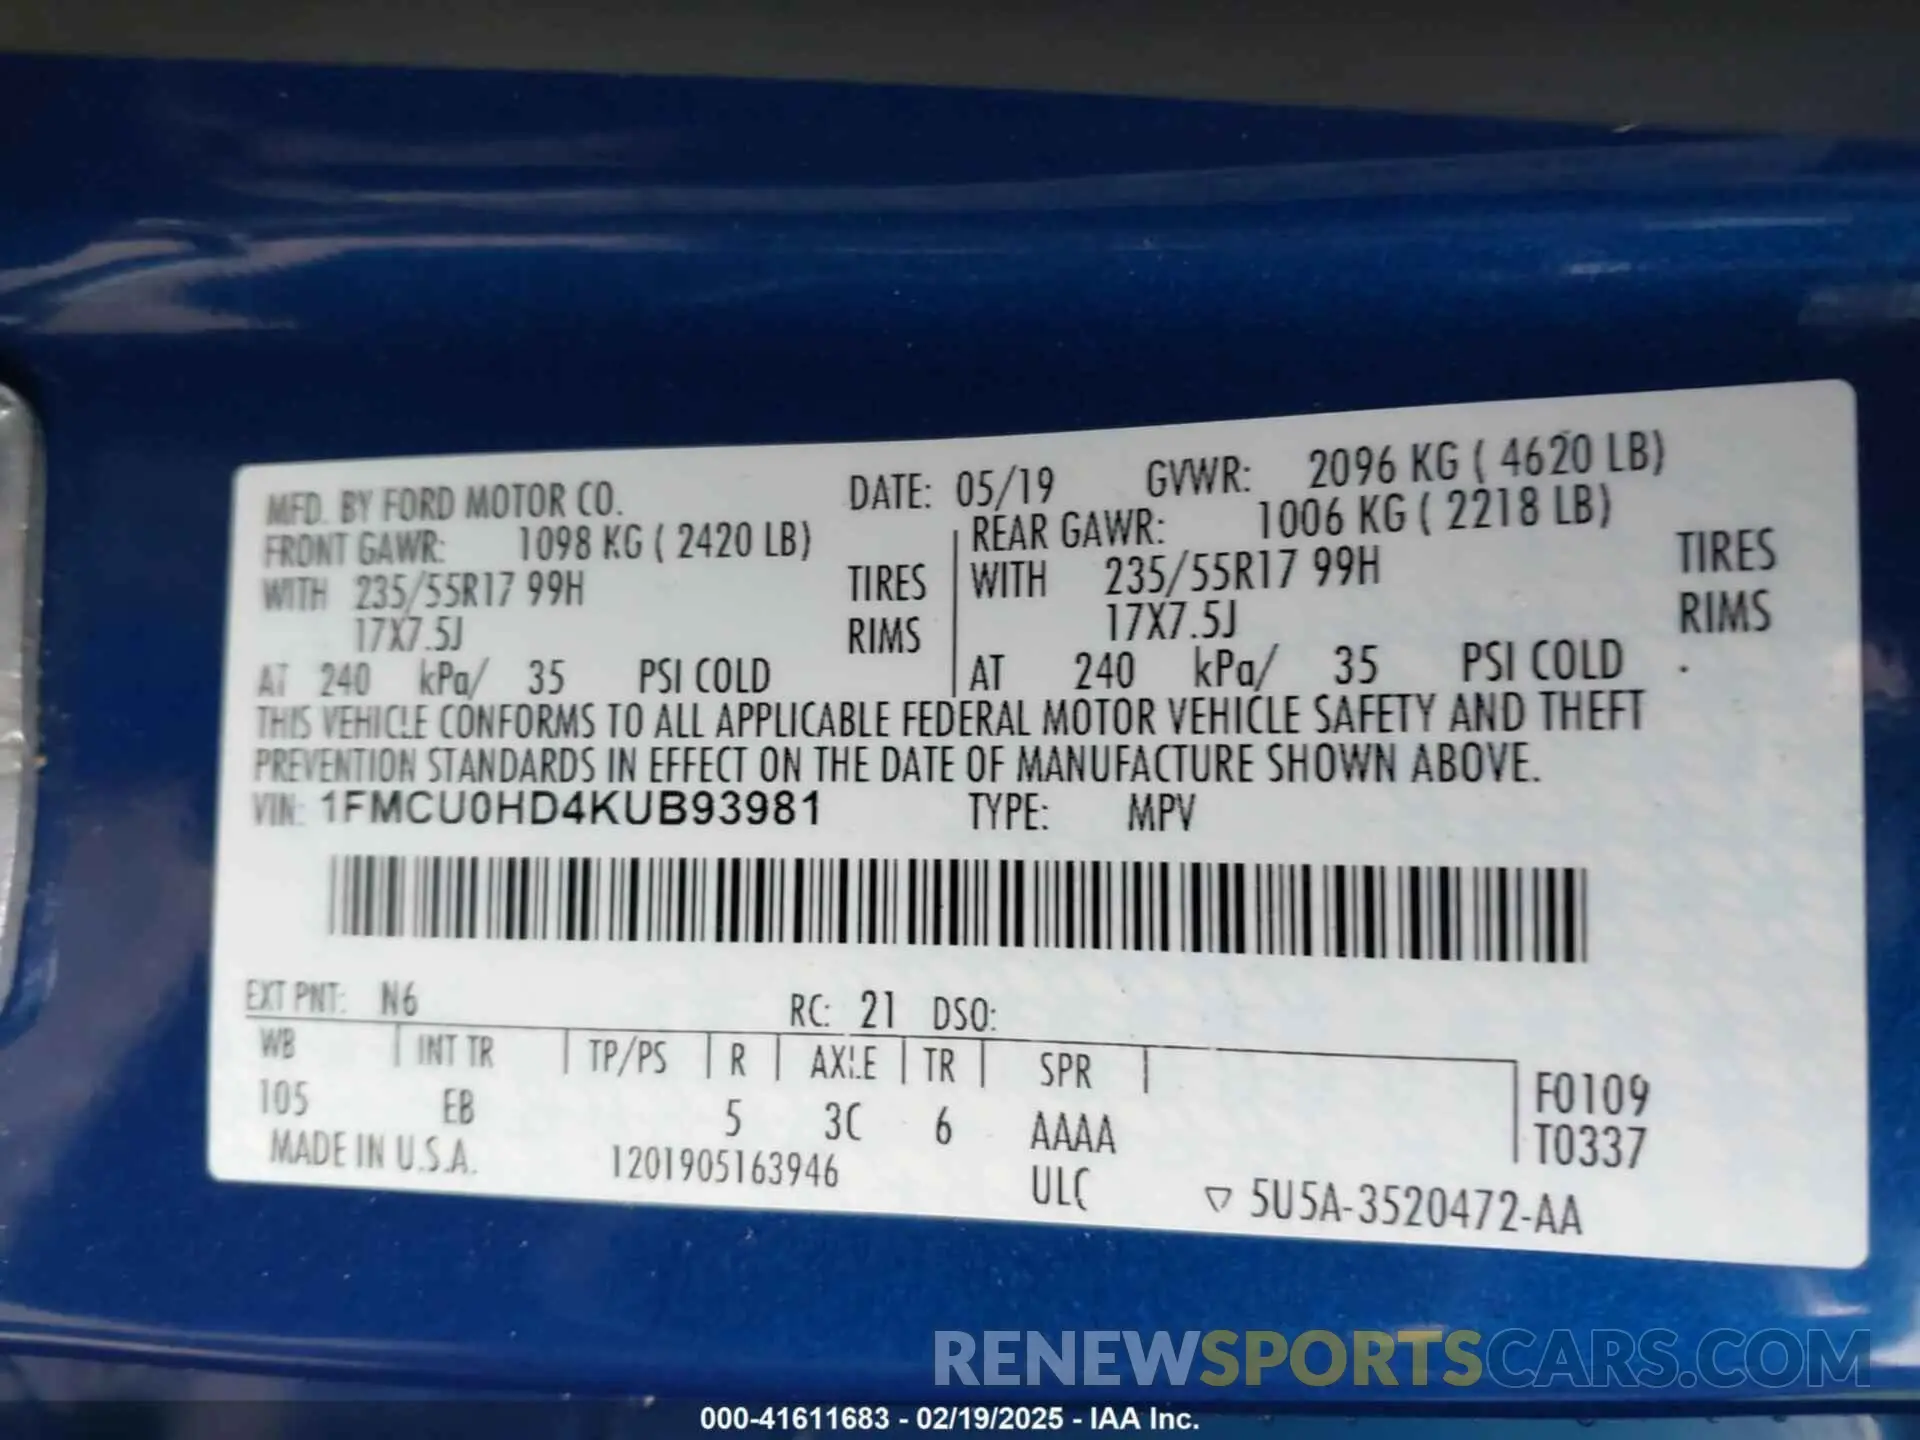 MFD. BY FORD MOTOR CO. DATE: 05/19 GVWR: 2096 KG ( 4620 LB)
FRONT GAWR: 1098 KG ( 2420 LB) REAR GAWR: 1006 KG ( 2218 LB)
WITH 235/55R17 99H TIRES WITH 235/55R17 99H TIRES
17X7.5J RIMS 17X7.5J RIMS
AT 240 kPa/ 35 PSI COLD AT 240 kPa/ 35 PSI COLD
THIS VEHICLE CONFORMS TO ALL APPLICABLE FEDERAL MOTOR VEHICLE SAFETY AND THEFT
PREVENTION STANDARDS IN EFFECT ON THE DATE OF MANUFACTURE SHOWN ABOVE.
VIN: 1FMCU0HD4KUB93981 TYPE: MPV
EXT PNT: N6 RC: 21 DSO:
WB INT TR TP/PS R AXLE TR SPR
105 EB 5 3C 6 AAAA F0109
T0337
MADE IN U.S.A. 1201905163946 ULC ▽ 5U5A-3520472-AA
RENEWSPORTSCARS.COM
000-41611683 - 02/19/2025 - IAA Inc.